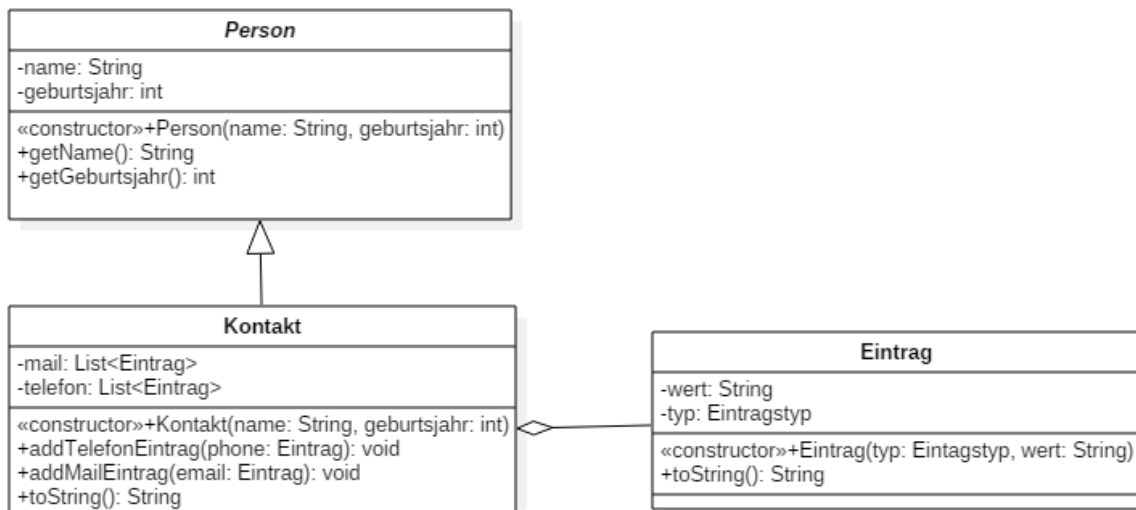 Person
-name: String
-geburtsjahr: int
«constructor»+Person(name: String, geburtsjahr: int)
+getName(): String
+getGeburtsjahr(): int
Kontakt
-mail: List<Eintrag>
-telefon: List<Eintrag>
«constructor»+Kontakt(name: String, geburtsjahr: int)
+addTelefonEintrag(phone: Eintrag): void
+addMailEintrag(email: Eintrag): void
+toString(): String
Eintrag
-wert: String
-typ: Eintragstyp
«constructor»+Eintrag(typ: Eintagstyp, wert: String)
+toString(): String